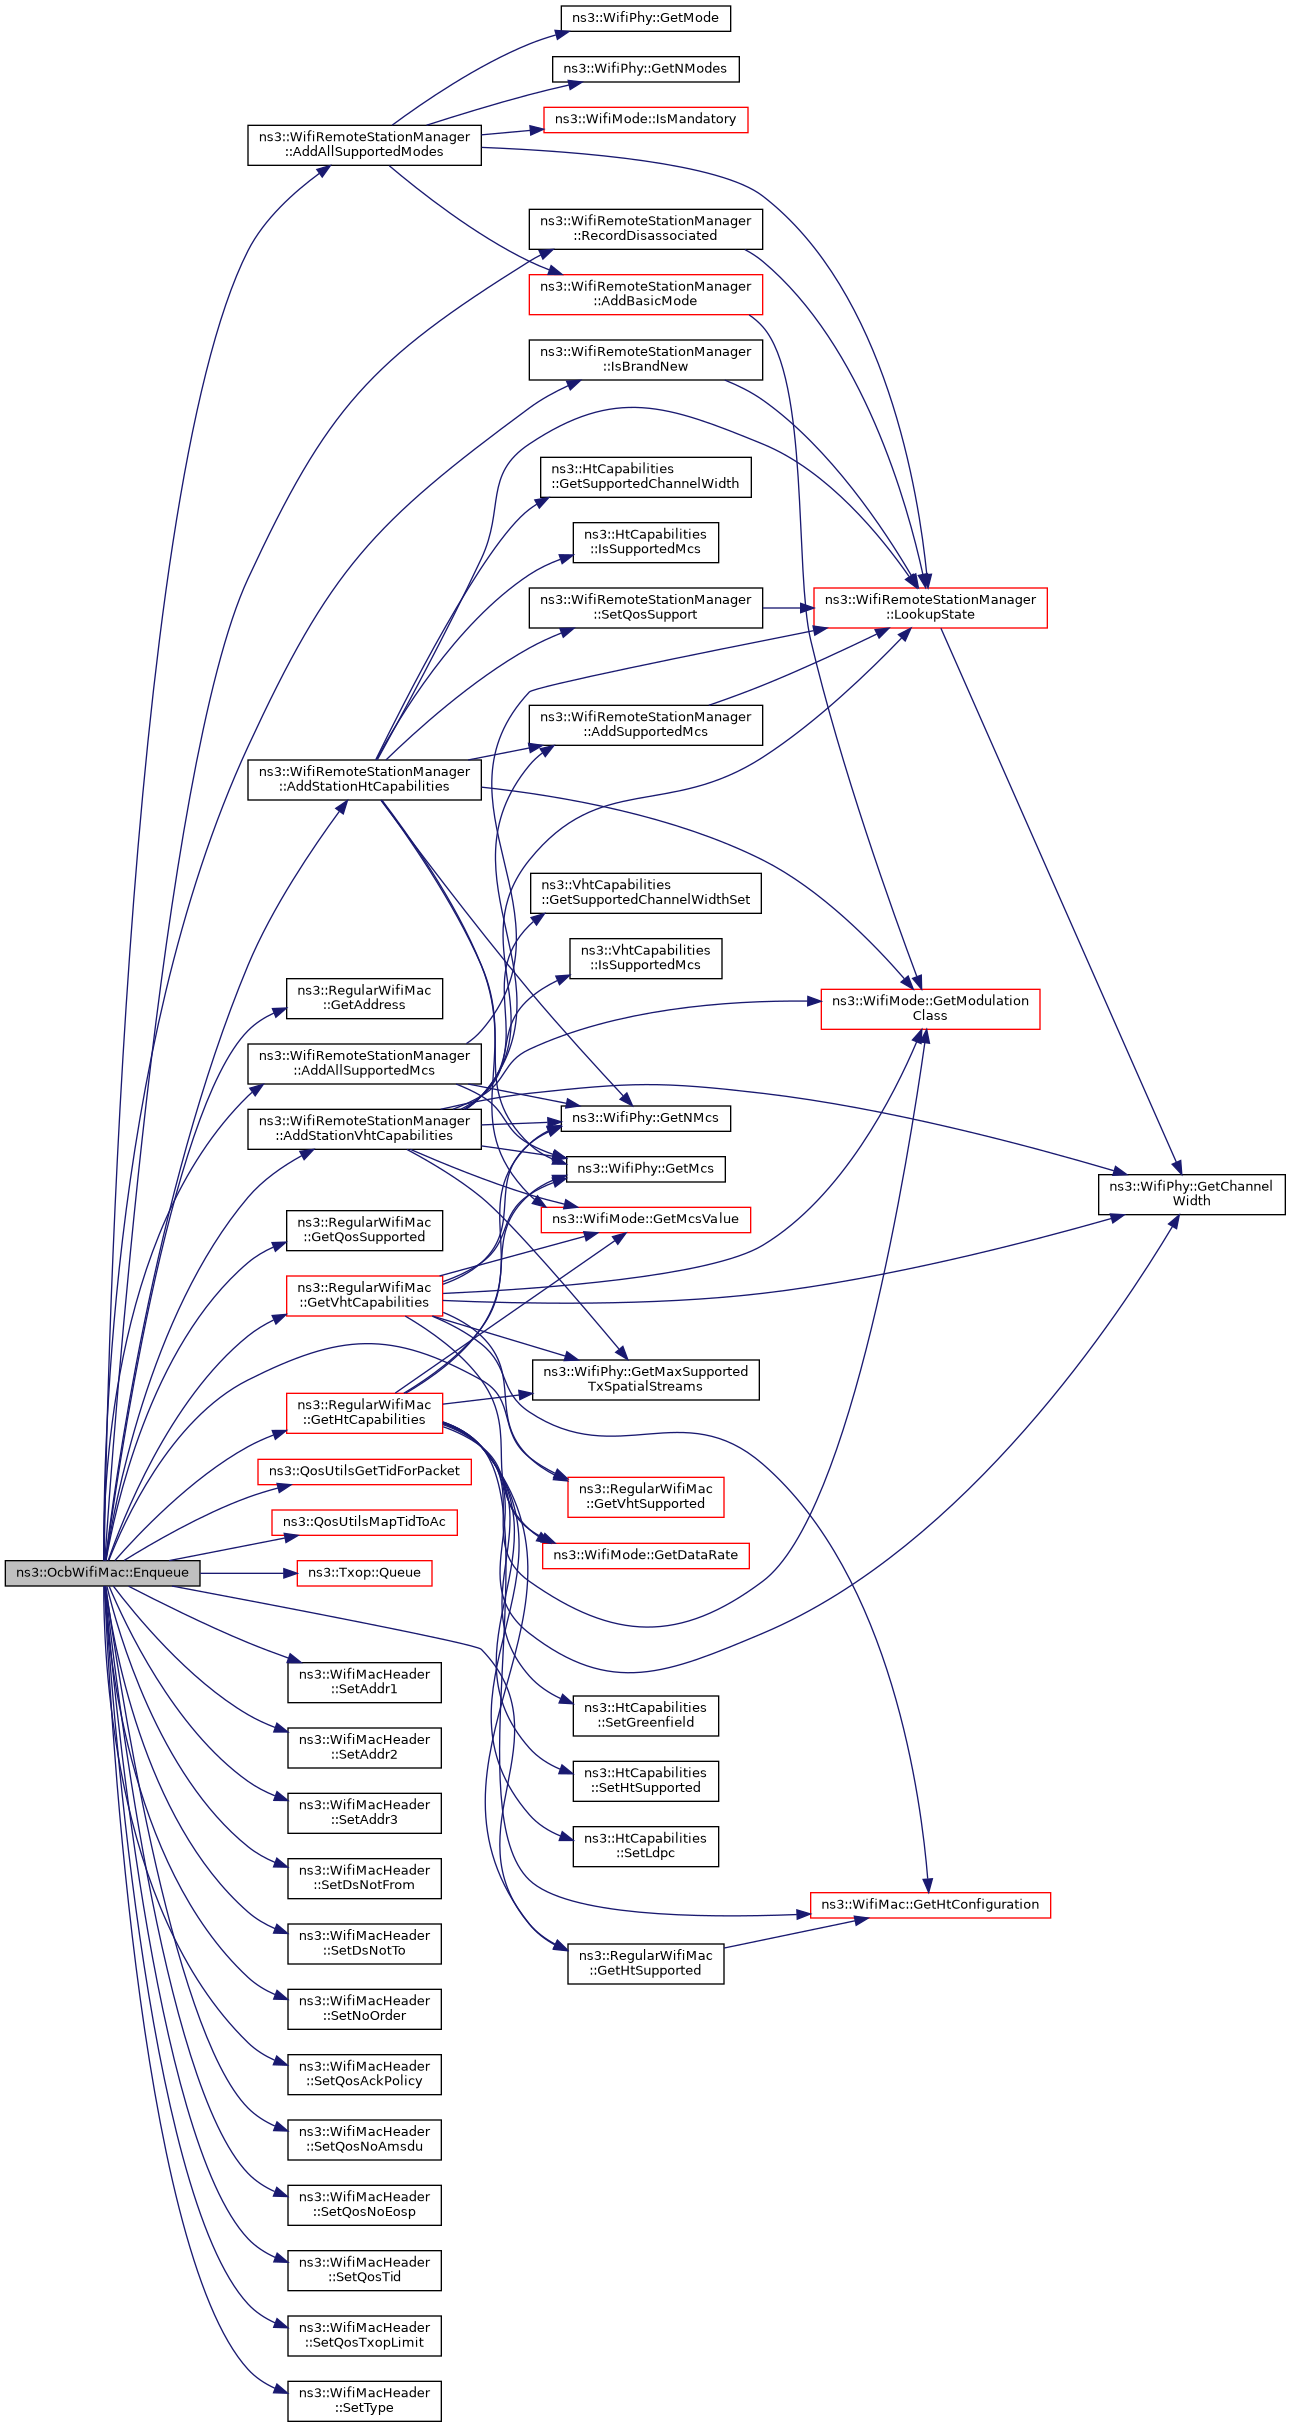 ns3::WifiPhy::GetMode
ns3::WifiPhy::GetNModes
ns3::WifiMode::IsMandatory
ns3::WifiRemoteStationManager
::AddAllSupportedModes
ns3::WifiRemoteStationManager
::RecordDisassociated
ns3::WifiRemoteStationManager
::AddBasicMode
ns3::WifiRemoteStationManager
::IsBrandNew
ns3::HtCapabilities
::GetSupportedChannelWidth
ns3::HtCapabilities
::IsSupportedMcs
ns3::WifiRemoteStationManager
::SetQosSupport
ns3::WifiRemoteStationManager
::LookupState
ns3::WifiRemoteStationManager
::AddSupportedMcs
ns3::WifiRemoteStationManager
::AddStationHtCapabilities
ns3::VhtCapabilities
::GetSupportedChannelWidthSet
ns3::VhtCapabilities
::IsSupportedMcs
ns3::RegularWifiMac
::GetAddress
ns3::WifiMode::GetModulation
Class
ns3::WifiRemoteStationManager
::AddAllSupportedMcs
ns3::WifiPhy::GetNMcs
ns3::WifiRemoteStationManager
::AddStationVhtCapabilities
ns3::WifiPhy::GetMcs
ns3::WifiPhy::GetChannel
Width
ns3::WifiMode::GetMcsValue
ns3::RegularWifiMac
::GetQosSupported
ns3::RegularWifiMac
::GetVhtCapabilities
ns3::WifiPhy::GetMaxSupported
TxSpatialStreams
ns3::RegularWifiMac
::GetHtCapabilities
ns3::QosUtilsGetTidForPacket
ns3::RegularWifiMac
::GetVhtSupported
ns3::QosUtilsMapTidToAc
ns3::WifiMode::GetDataRate
ns3::OcbWifiMac::Enqueue
ns3::Txop::Queue
ns3::WifiMacHeader
::SetAddr1
ns3::HtCapabilities
::SetGreenfield
ns3::WifiMacHeader
::SetAddr2
ns3::HtCapabilities
::SetHtSupported
ns3::WifiMacHeader
::SetAddr3
ns3::HtCapabilities
::SetLdpc
ns3::WifiMacHeader
::SetDsNotFrom
ns3::WifiMac::GetHtConfiguration
ns3::WifiMacHeader
::SetDsNotTo
ns3::RegularWifiMac
::GetHtSupported
ns3::WifiMacHeader
::SetNoOrder
ns3::WifiMacHeader
::SetQosAckPolicy
ns3::WifiMacHeader
::SetQosNoAmsdu
ns3::WifiMacHeader
::SetQosNoEosp
ns3::WifiMacHeader
::SetQosTid
ns3::WifiMacHeader
::SetQosTxopLimit
ns3::WifiMacHeader
::SetType